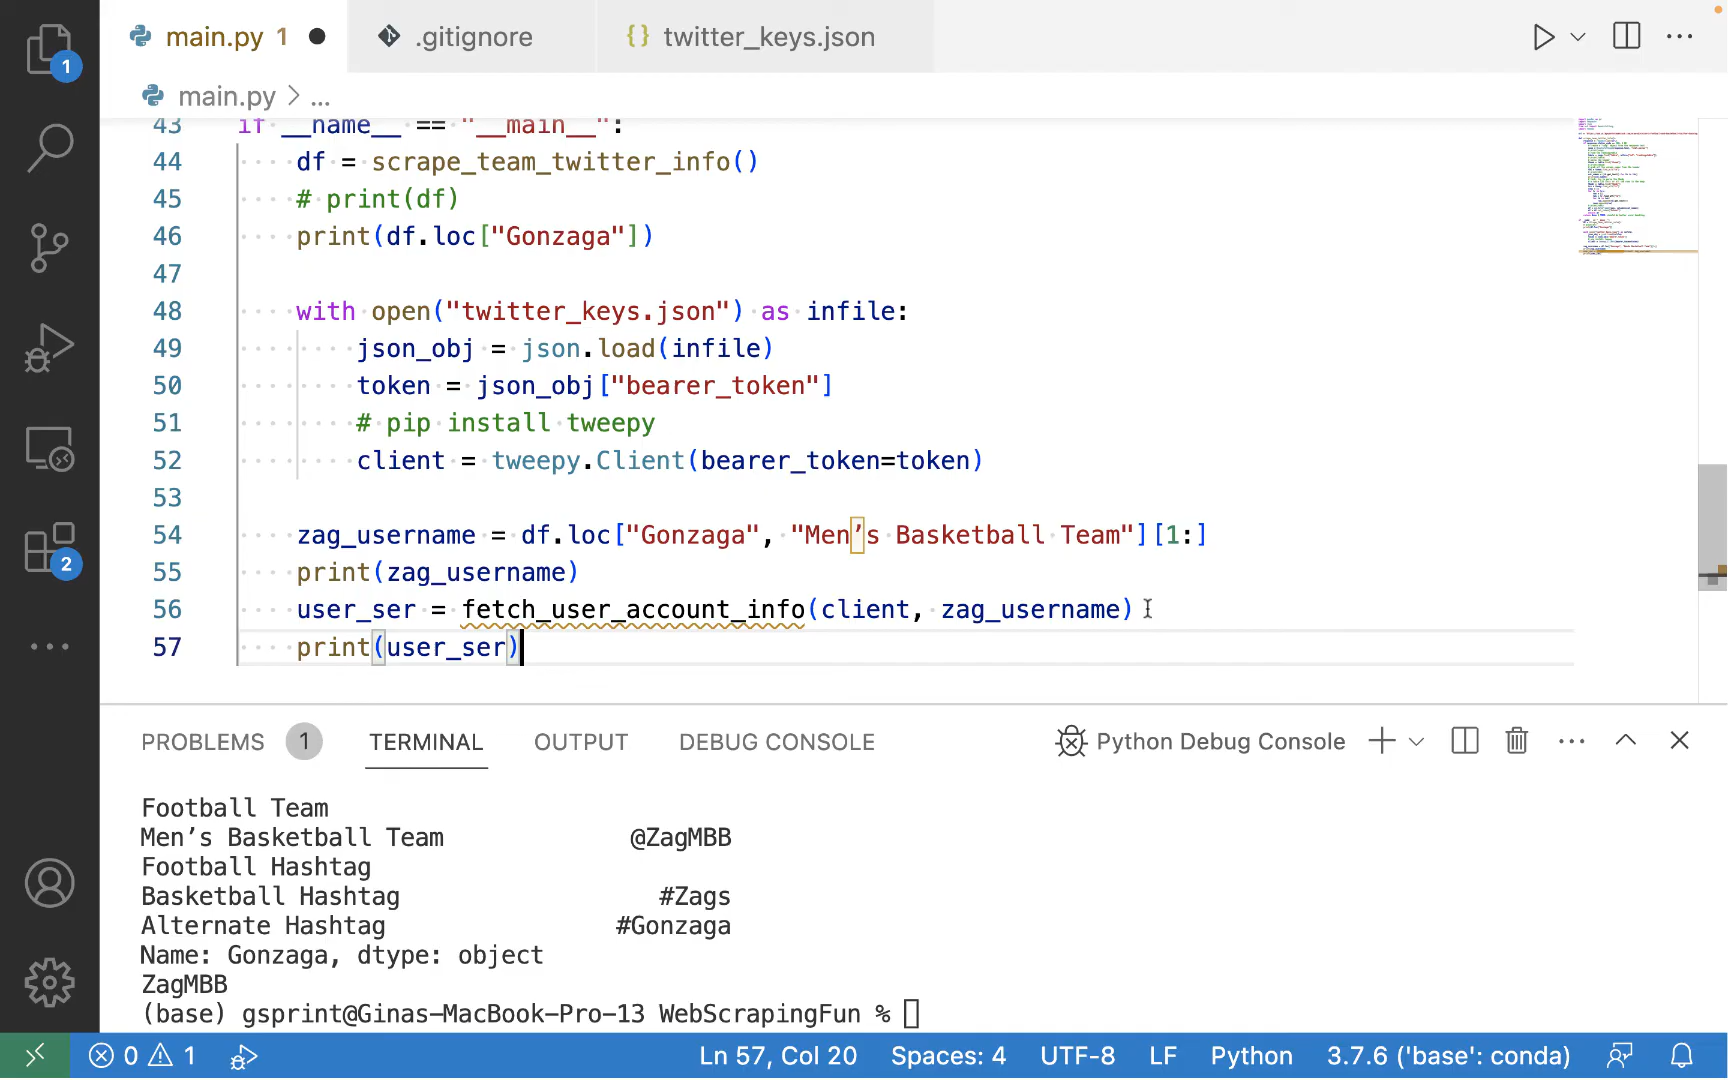 main.py 1
.gitignore
{} twitter_keys.json
1
main.py > ...
43 if __name__ == "__main__":
44 df = scrape_team_twitter_info()
45 # print(df)
46 print(df.loc["Gonzaga"])
47
48 with open("twitter_keys.json") as infile:
49 json_obj = json.load(infile)
50 token = json_obj["bearer_token"]
51 # pip install tweepy
52 client = tweepy.Client(bearer_token=token)
53
54 zag_username = df.loc["Gonzaga", "Men’s Basketball Team"][1:]
55 print(zag_username)
56 user_ser = fetch_user_account_info(client, zag_username)
57 print(user_ser)
2
PROBLEMS 1 TERMINAL OUTPUT DEBUG CONSOLE Python Debug Console
Football Team
Men’s Basketball Team @ZagMBB
Football Hashtag
Basketball Hashtag #Zags
Alternate Hashtag #Gonzaga
Name: Gonzaga, dtype: object
ZagMBB
(base) gsprint@Ginas-MacBook-Pro-13 WebScrapingFun %
0 1 Ln 57, Col 20 Spaces: 4 UTF-8 LF Python 3.7.6 ('base': conda)